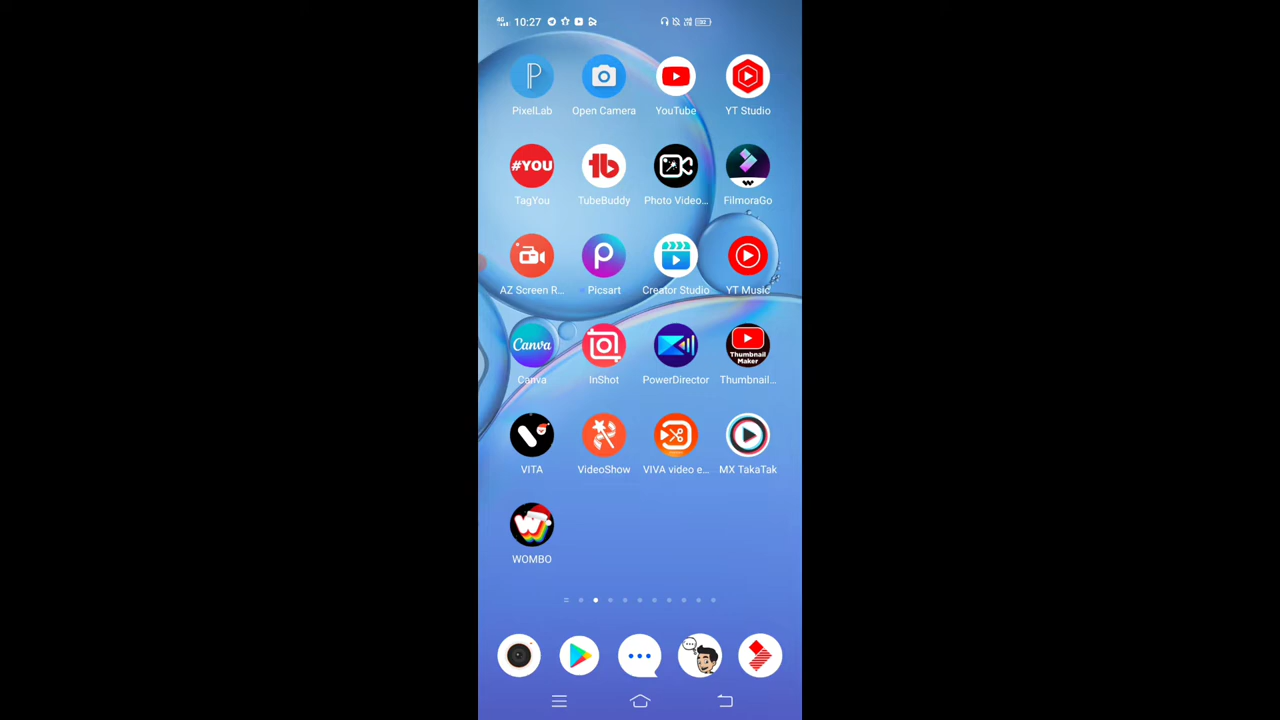 4G 10:27
PixelLab Open Camera YouTube YT Studio
#YOU
TagYou TubeBuddy Photo Video... FilmoraGo
AZ Screen R... Picsart Creator Studio YT Music
Canva
Thumbnail
Maker
Canva InShot PowerDirector Thumbnail...
VITA VideoShow VIVA video e... MX TakaTak
WOMBO